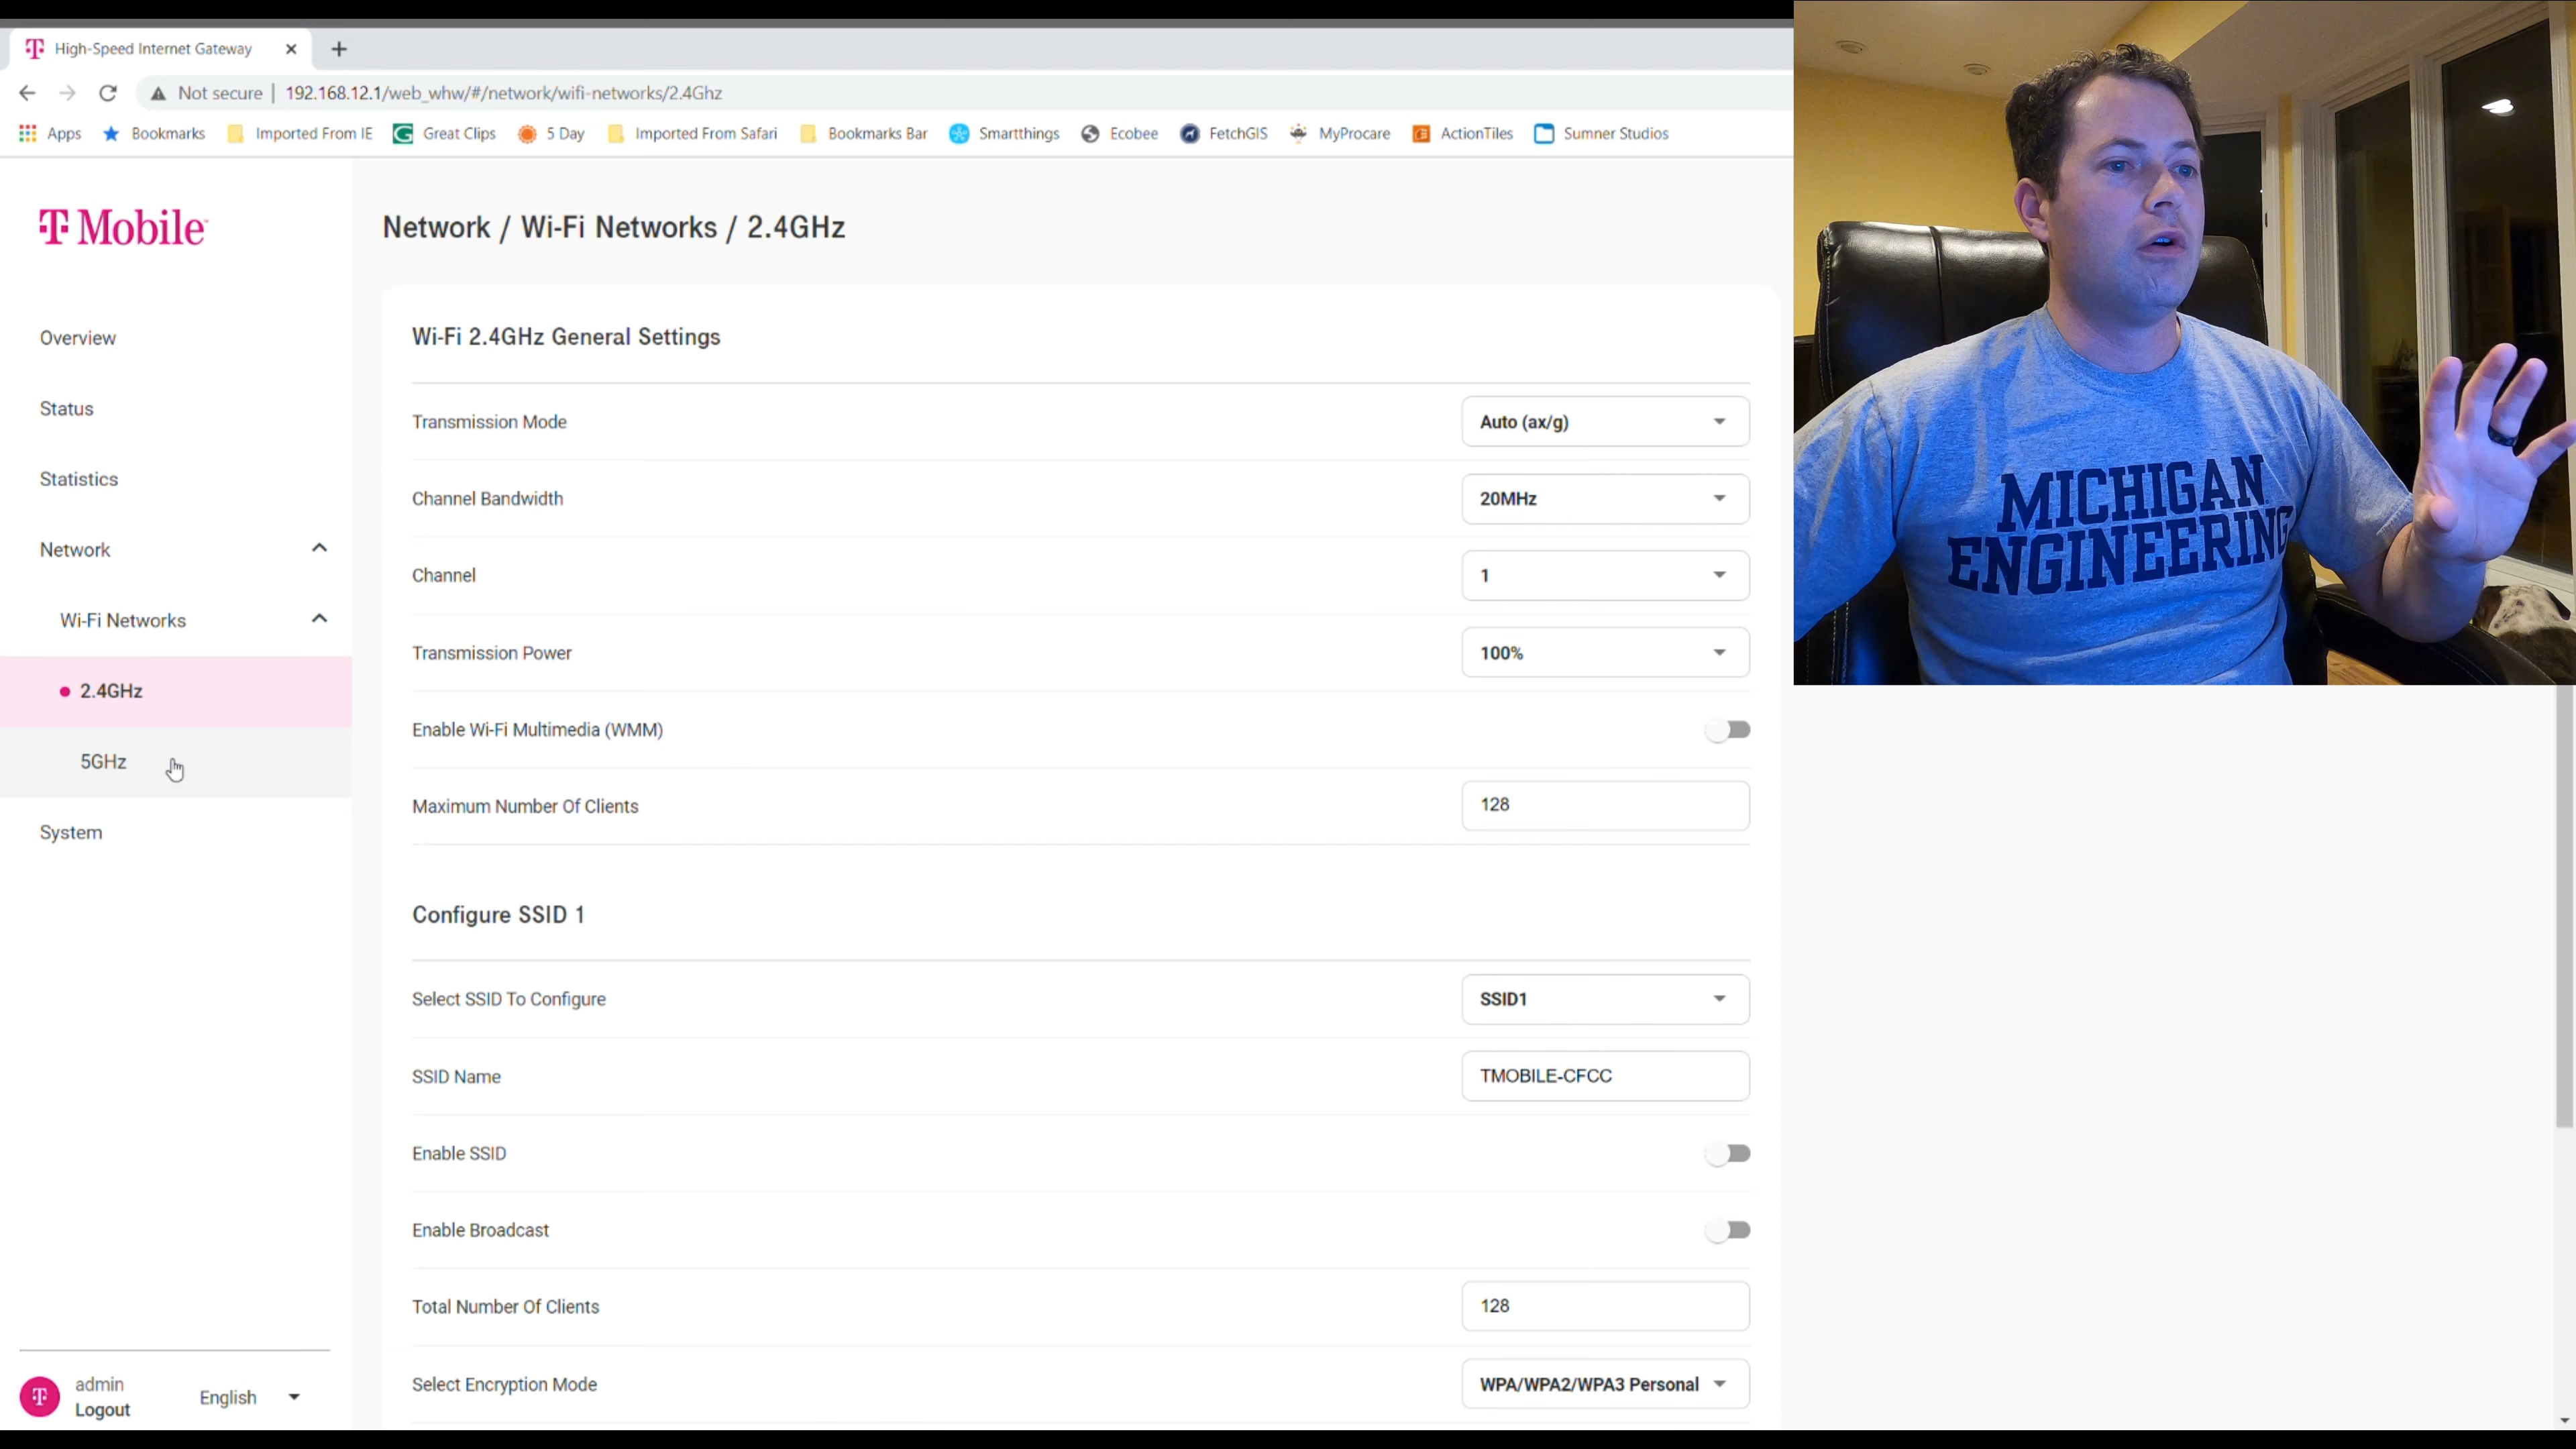 High-Speed Internet Gateway
Not secure | 192.168.12.1/web_whw/#/network/wifi-networks/2.4Ghz
Apps Bookmarks Imported From IE Great Clips 5 Day Imported From Safari Bookmarks Bar Smartthings Ecobee FetchGIS MyProcare ActionTiles Sumner Studios
T Mobile
Overview
Status
Statistics
Network
Wi-Fi Networks
2.4GHz
5GHz
System
admin
Logout
English
Network / Wi-Fi Networks / 2.4GHz
Wi-Fi 2.4GHz General Settings
Transmission Mode Auto (ax/g)
Channel Bandwidth 20MHz
Channel 1
Transmission Power 100%
Enable Wi-Fi Multimedia (WMM)
Maximum Number Of Clients 128
Configure SSID 1
Select SSID To Configure SSID1
SSID Name TMOBILE-CFCC
Enable SSID
Enable Broadcast
Total Number Of Clients 128
Select Encryption Mode WPA/WPA2/WPA3 Personal
MICHIGAN
ENGINEERING